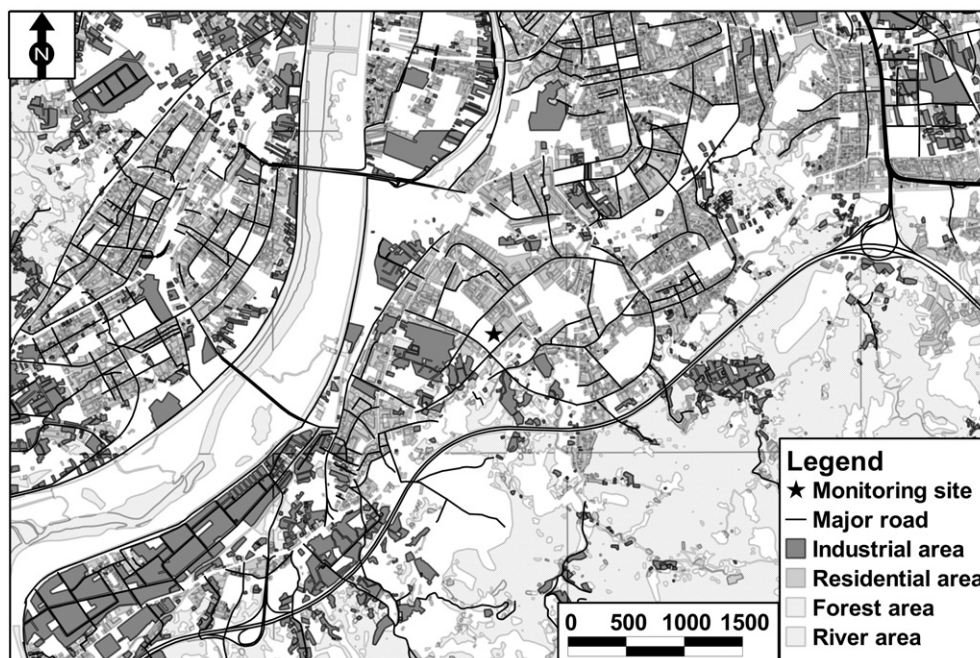 N
Legend
Monitoring site
Major road
Industrial area
Residential area
Forest area
River area
0 500 1000 1500